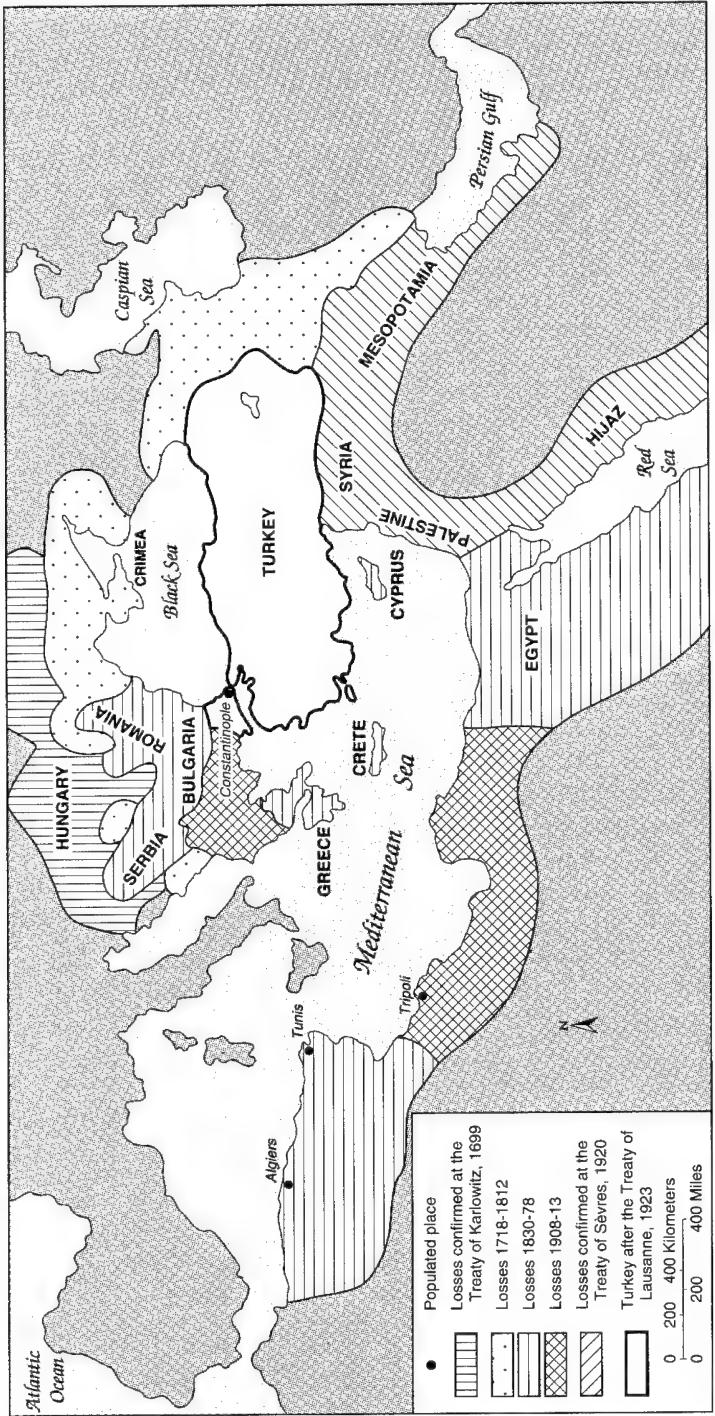 Atlantic
Ocean
HUNGARY
ROMANIA
SERBIA
BULGARIA
Constantinople
GREECE
CRETE
Mediterranean
Sea
CRIMEA
Black Sea
Caspian
Sea
TURKEY
CYPRUS
SYRIA
PALESTINE
MESOPOTAMIA
Persian Gulf
HIJAZ
Red
Sea
EGYPT
Tripoli
Tunis
Algiers
N
Populated place
Losses confirmed at the
Treaty of Karlowitz, 1699
Losses 1718-1812
Losses 1830-78
Losses 1908-13
Losses confirmed at the
Treaty of Sèvres, 1920
Turkey after the Treaty of
Lausanne, 1923
0 200 400 Kilometers
0 200 400 Miles